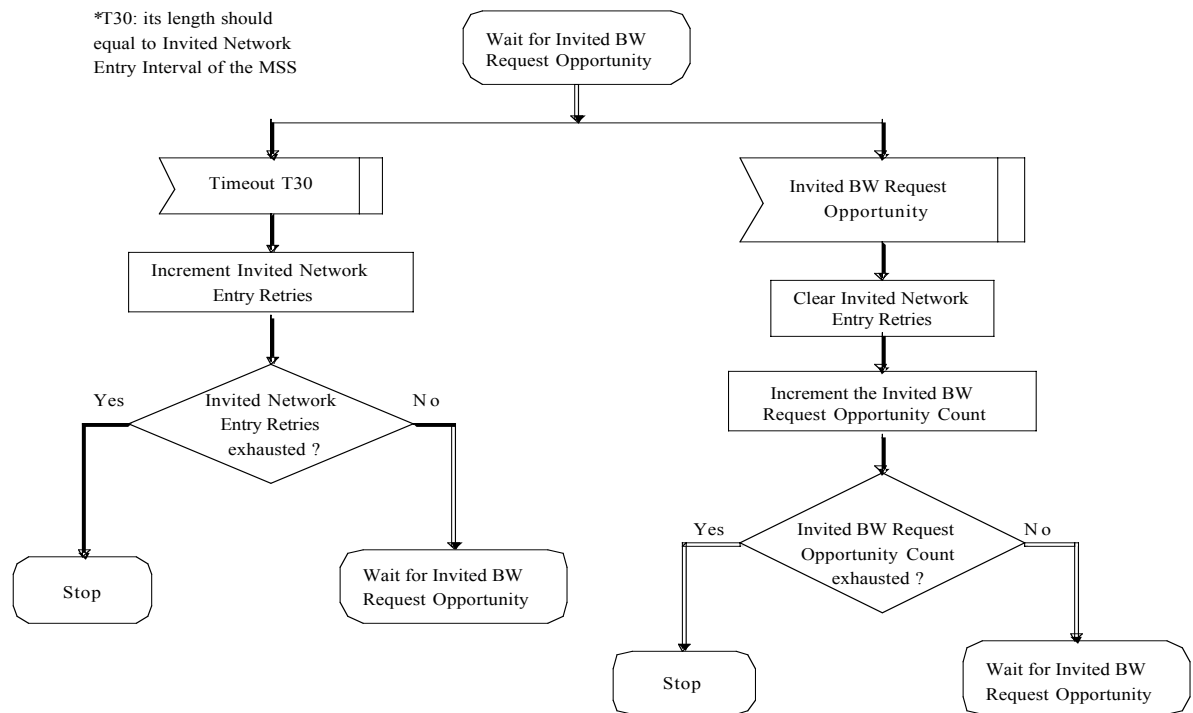 *T30: its length should
equal to Invited Network
Entry Interval of the MSS
Wait for Invited BW
Request Opportunity
Timeout T30
Increment Invited Network
Entry Retries
Yes
Invited Network
Entry Retries
exhausted ?
No
Stop
Wait for Invited BW
Request Opportunity
Invited BW Request
Opportunity
Clear Invited Network
Entry Retries
Increment the Invited BW
Request Opportunity Count
Yes
Invited BW Request
Opportunity Count
exhausted ?
No
Stop
Wait for Invited BW
Request Opportunity